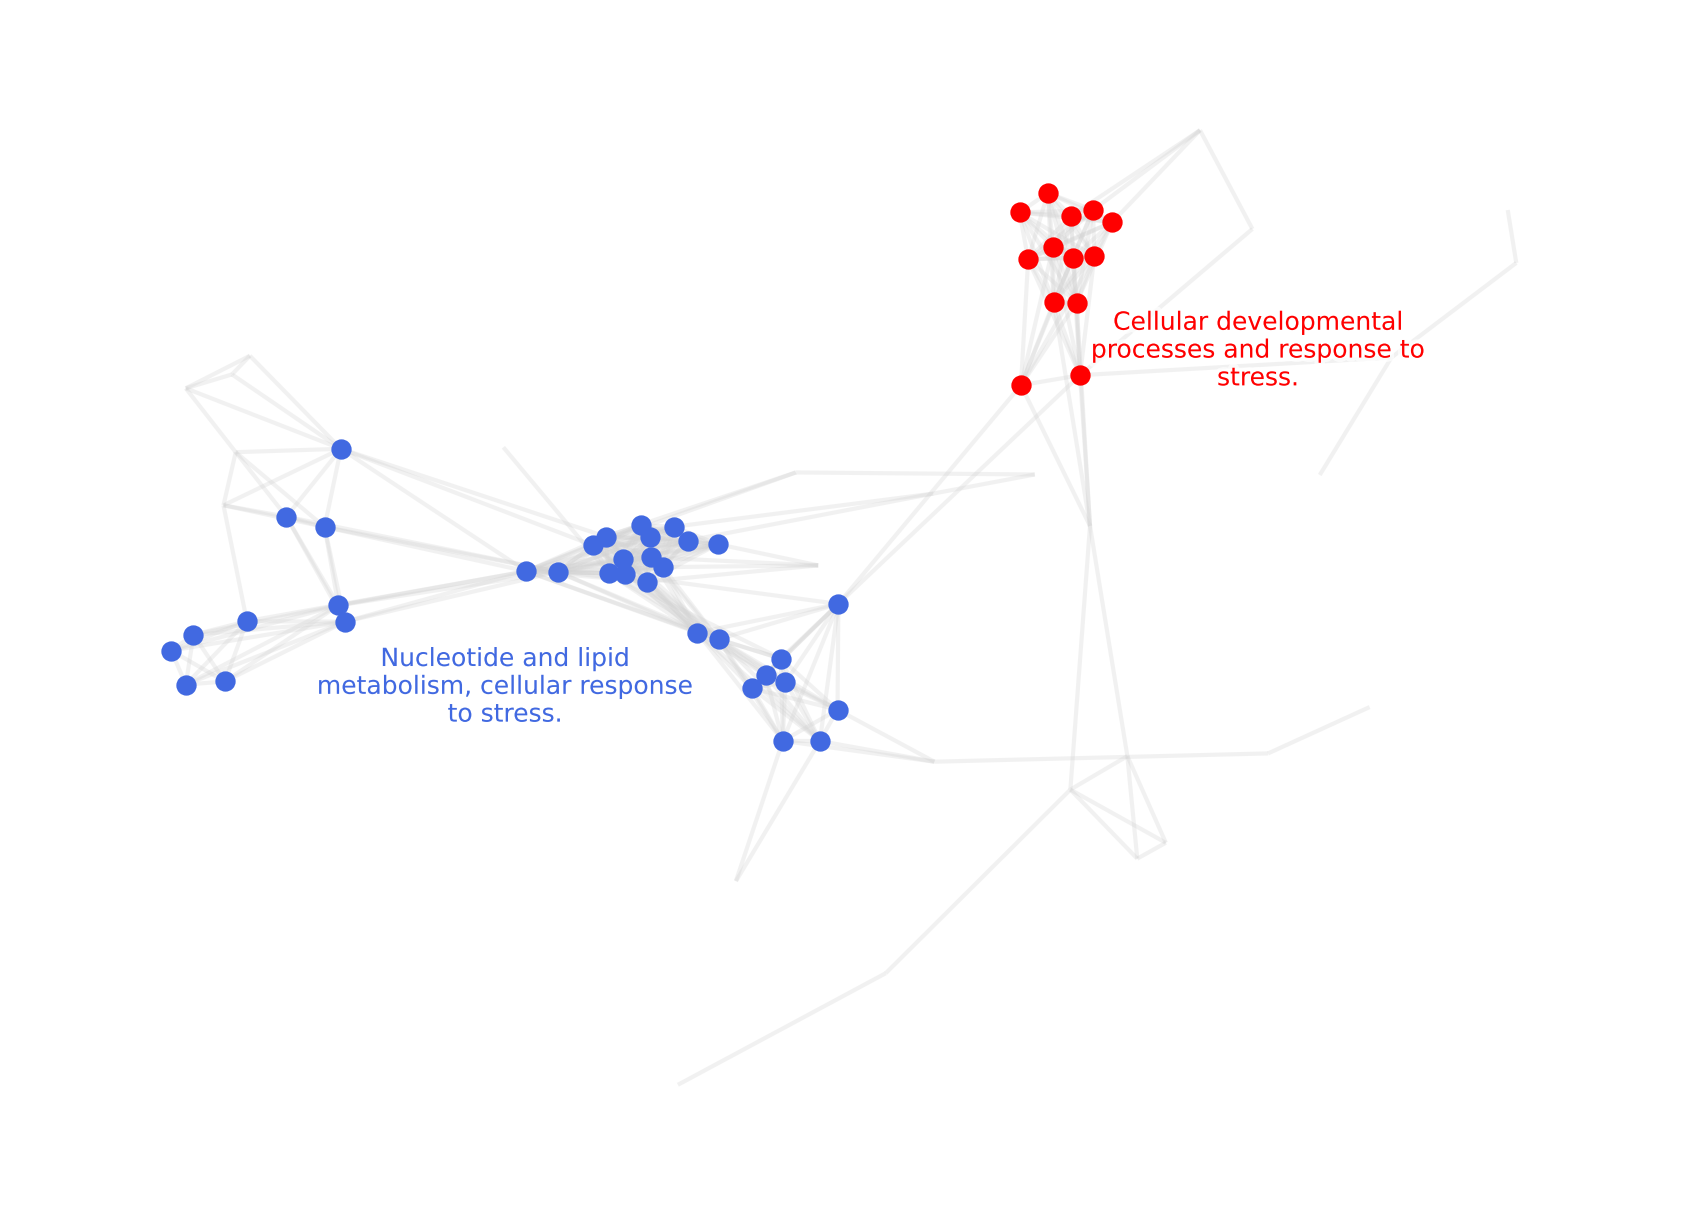 Cellular developmental
processes and response to
stress.
Nucleotide and lipid
metabolism, cellular response
to stress.